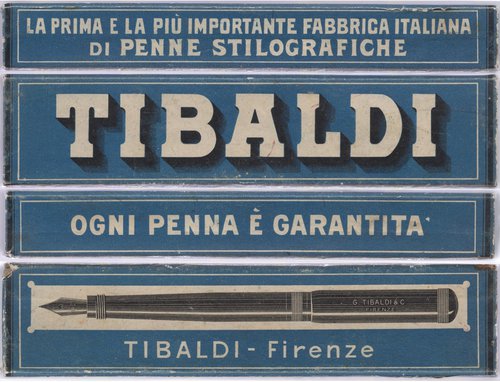 LA PRIMA E LA PIÙ IMPORTANTE FABBRICA ITALIANA
DI PENNE STILOGRAFICHE
TIBALDI
OGNI PENNA È GARANTITA
G. TIBALDI & C
FIRENZE
TIBALDI - Firenze